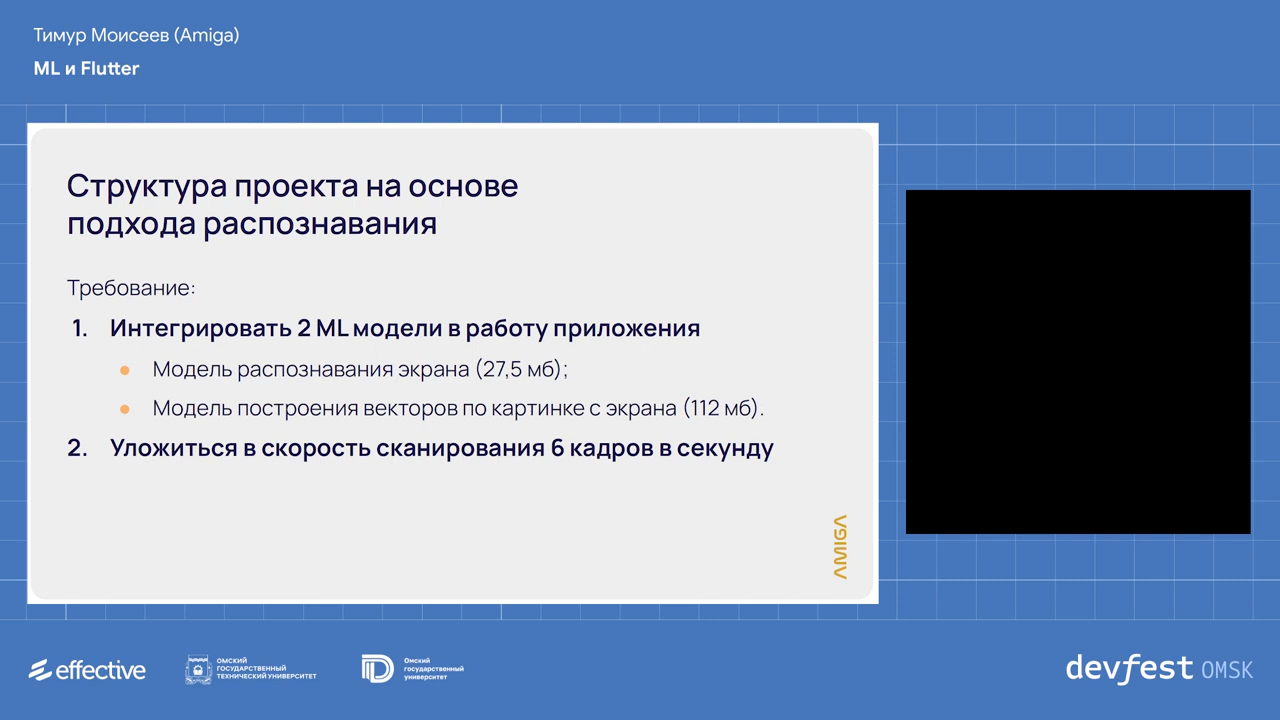 Тимур Моисеев (Amiga)
ML и Flutter
Структура проекта на основе
подхода распознавания
Требование:
1. Интегрировать 2 ML модели в работу приложения
● Модель распознавания экрана (27,5 мб);
● Модель построения векторов по картинке с экрана (112 мб).
2. Уложиться в скорость сканирования 6 кадров в секунду
AMIGA
effective
ОМСКИЙ
ГОСУДАРСТВЕННЫЙ
ТЕХНИЧЕСКИЙ УНИВЕРСИТЕТ
Омский
государственный
университет
devfest OMSK